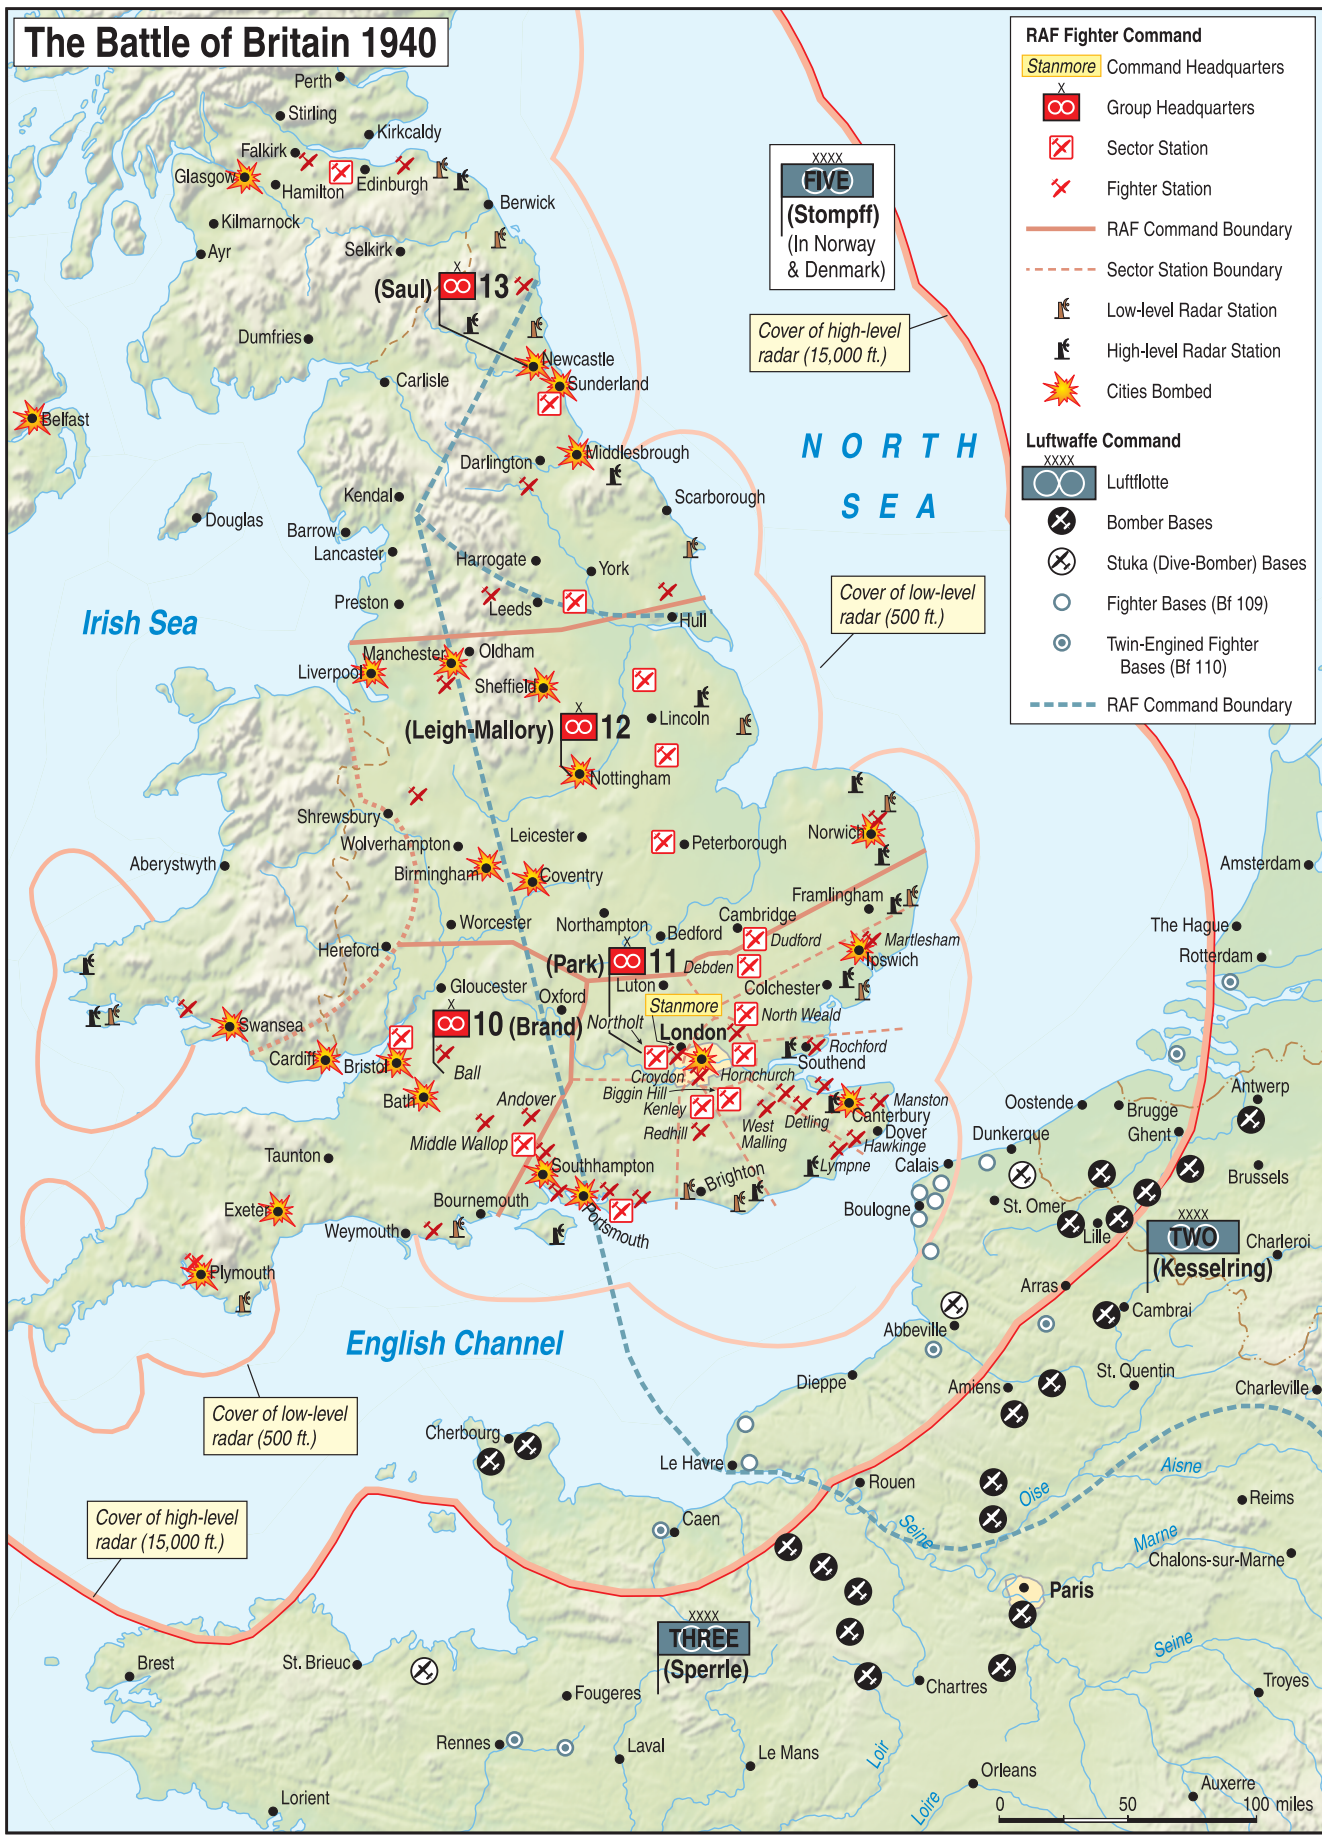 The Battle of Britain 1940
RAF Fighter Command
Stanmore Command Headquarters
X
Group Headquarters
Sector Station
Fighter Station
RAF Command Boundary
Sector Station Boundary
Low-level Radar Station
High-level Radar Station
Cities Bombed
Luftwaffe Command
XXXX
Luftflotte
Bomber Bases
Stuka (Dive-Bomber) Bases
Fighter Bases (Bf 109)
Twin-Engined Fighter
Bases (Bf 110)
RAF Command Boundary
XXXX
FIVE
(Stompff)
(In Norway
& Denmark)
Cover of high-level
radar (15,000 ft.)
Perth
Stirling
Kirkcaldy
Falkirk
Glasgow
Hamilton
Edinburgh
Berwick
Kilmarnock
Ayr
Selkirk
X
(Saul)
13
Dumfries
Newcastle
Carlisle
Sunderland
Belfast
Middlesbrough
Darlington
NORTH
SEA
Kendal
Scarborough
Douglas
Barrow
Lancaster
Harrogate
York
Cover of low-level
radar (500 ft.)
Preston
Leeds
Hull
Irish Sea
Manchester
Oldham
Liverpool
Sheffield
X
Lincoln
(Leigh-Mallory)
12
Nottingham
Shrewsbury
Leicester
Norwich
Wolverhampton
Peterborough
Aberystwyth
Birmingham
Coventry
Amsterdam
Framlingham
Worcester
Northampton
Cambridge
The Hague
Bedford
Dudford
Martlesham
Hereford
X
(Park)
11
Debden
Ipswich
Rotterdam
Gloucester
Luton
Colchester
Oxford
Stanmore
X
10 (Brand)
Northolt
London
North Weald
Swansea
Rochford
Southend
Cardiff
Bristol
Ball
Croydon
Hornchurch
Biggin Hill
Antwerp
Bath
Andover
Kenley
Manston
Oostende
Brugge
Canterbury
Redhill
West
Malling
Detling
Dover
Dunkerque
Ghent
Middle Wallop
Hawkinge
Taunton
Southhampton
Brighton
Lympne
Calais
Brussels
Exeter
Bournemouth
Boulogne
St. Omer
XXXX
Weymouth
Portsmouth
Lille
TWO
Charleroi
(Kesselring)
Plymouth
Arras
Cambrai
English Channel
Abbeville
Dieppe
Amiens
St. Quentin
Charleville
Cover of low-level
radar (500 ft.)
Cherbourg
Le Havre
Rouen
Aisne
Oise
Reims
Cover of high-level
radar (15,000 ft.)
Caen
Seine
Marne
Chalons-sur-Marne
Paris
XXXX
THREE
(Sperrle)
Seine
Brest
St. Brieuc
Chartres
Troyes
Fougeres
Rennes
Laval
Le Mans
Loir
Orleans
Auxerre
Lorient
Loire
0 50 100 miles